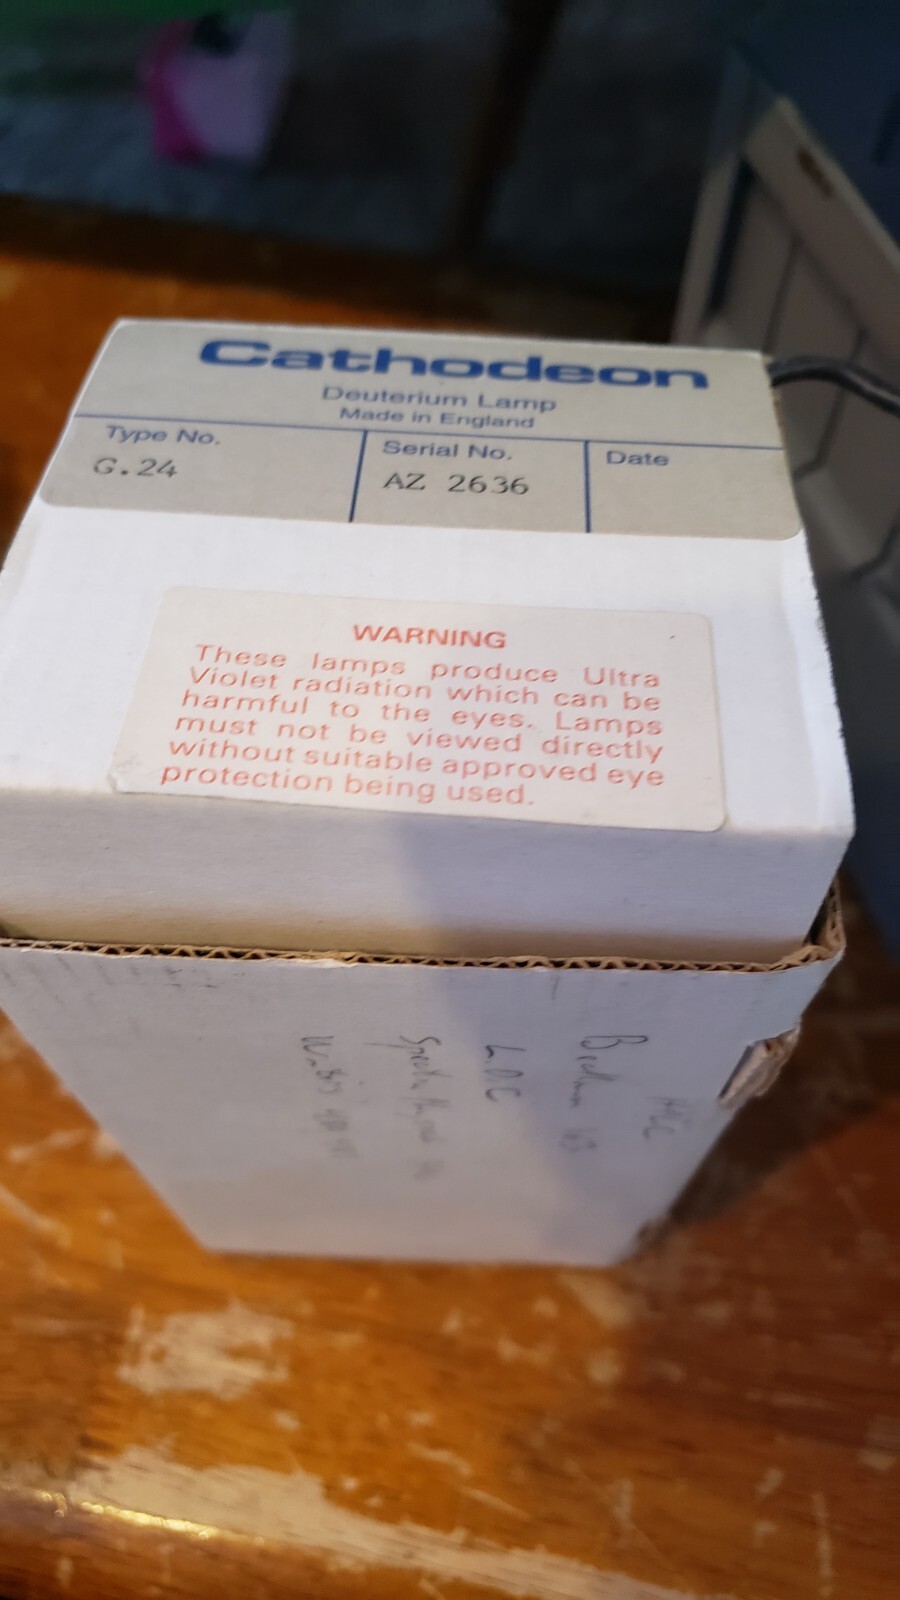 Cathodeon
Deuterium Lamp
Made in England
Type No.
G.24
Serial No.
AZ 2636
Date
WARNING
These lamps produce Ultra
Violet radiation which can be
harmful to the eyes. Lamps
must not be viewed directly
without suitable approved eye
protection being used.
L.D.C